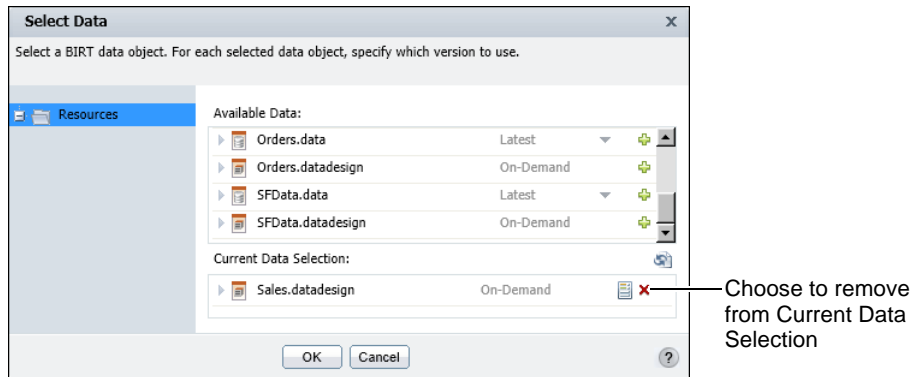 Select Data
x
Select a BIRT data object. For each selected data object, specify which version to use.
Resources
Available Data:
Orders.data Latest
Orders.datadesign On-Demand
SFData.data Latest
SFData.datadesign On-Demand
Current Data Selection:
Sales.datadesign On-Demand
Choose to remove
from Current Data
Selection
OK Cancel ?